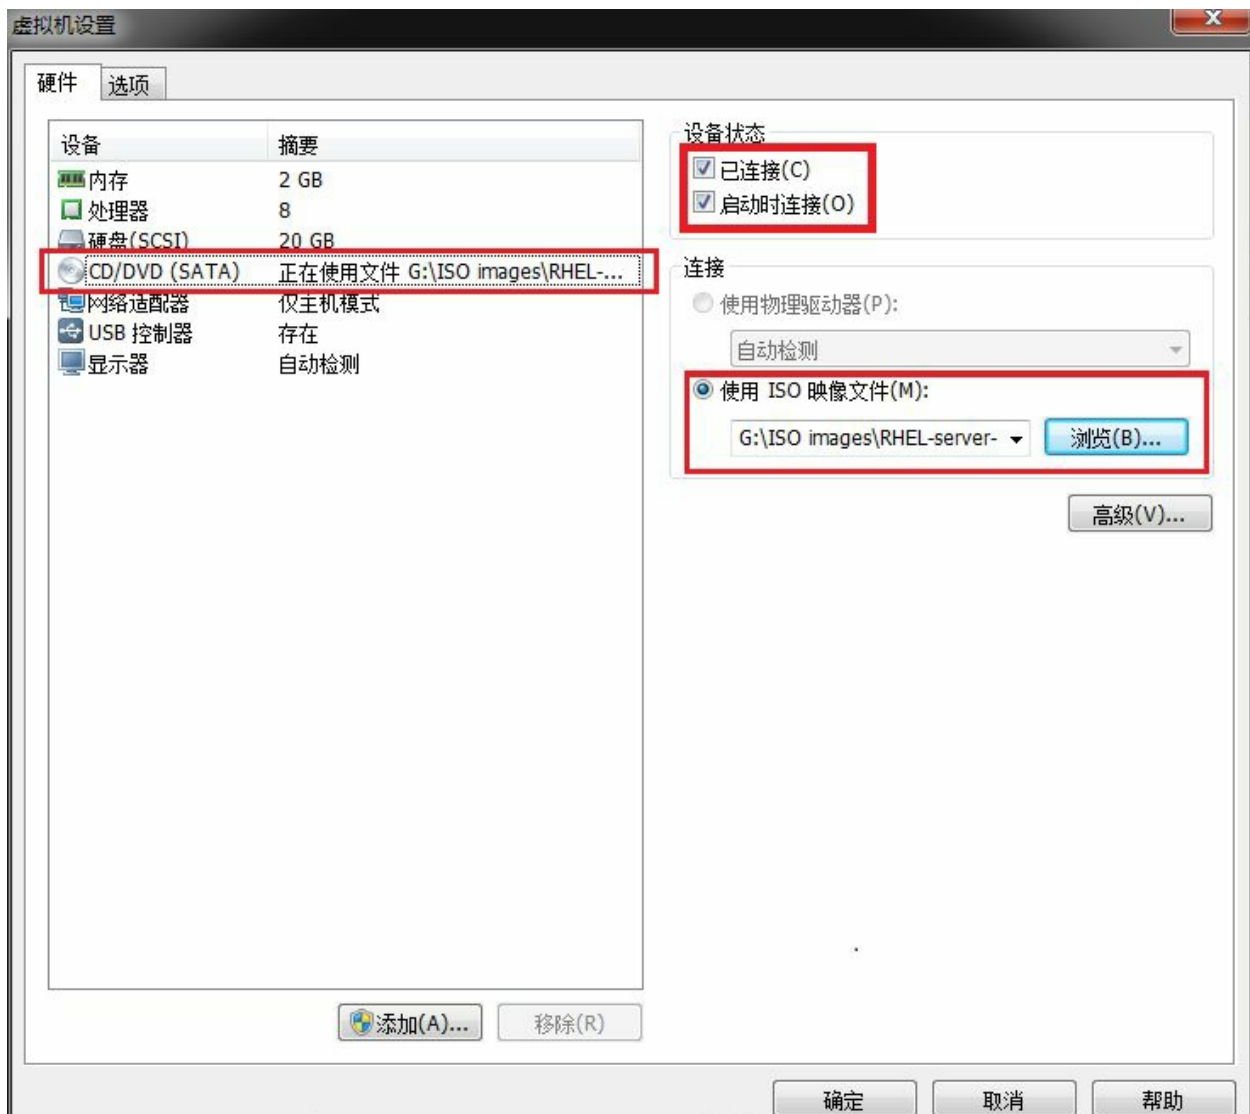 虚拟机设置
硬件 选项
设备 摘要
内存 2 GB
处理器 8
硬盘(SCSI) 20 GB
CD/DVD (SATA) 正在使用文件 G:\ISO images\RHEL-...
网络适配器 仅主机模式
USB 控制器 存在
显示器 自动检测
设备状态
已连接(C)
启动时连接(O)
连接
使用物理驱动器(P):
自动检测
使用 ISO 映像文件(M):
G:\ISO images\RHEL-server- 浏览(B)...
高级(V)...
添加(A)... 移除(R)
确定 取消 帮助